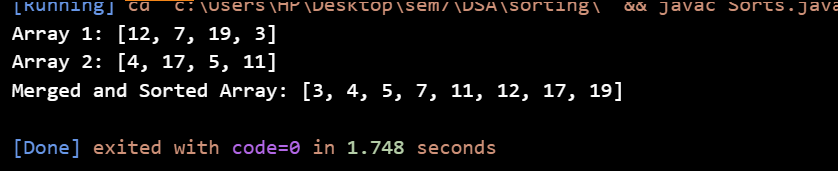 [Running] cd "c:\Users\HP\Desktop\sem7\DSA\sorting\" && javac Sorts.java
Array 1: [12, 7, 19, 3]
Array 2: [4, 17, 5, 11]
Merged and Sorted Array: [3, 4, 5, 7, 11, 12, 17, 19]
[Done] exited with code=0 in 1.748 seconds